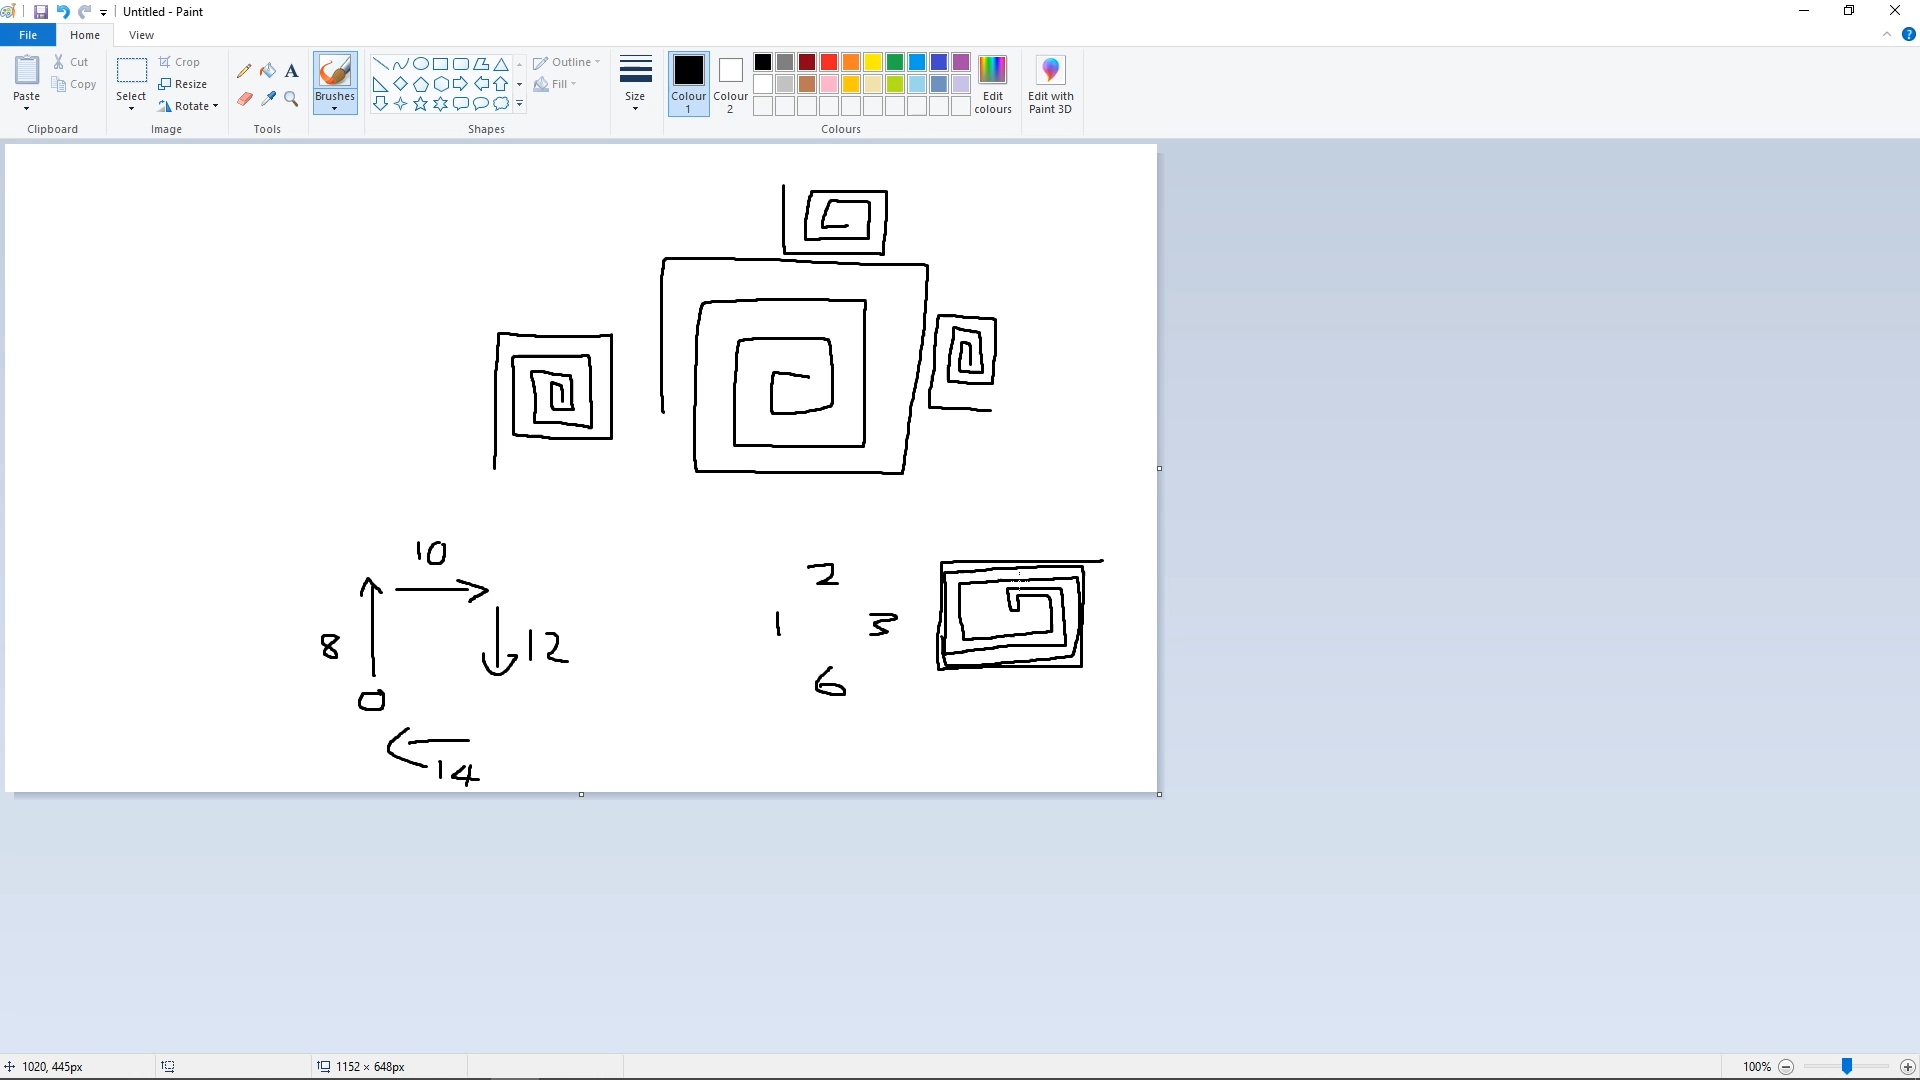 Untitled - Paint
File Home View
Paste
Cut
Copy
Clipboard
Select
Crop
Resize
Rotate
Image
A
Tools
Brushes
Outline
Fill
Shapes
Size
Colour 1
Colour 2
Edit colours
Colours
Edit with Paint 3D
10
8
12
0
14
2
1 3
6
1020, 445px
1152 × 648px
100%